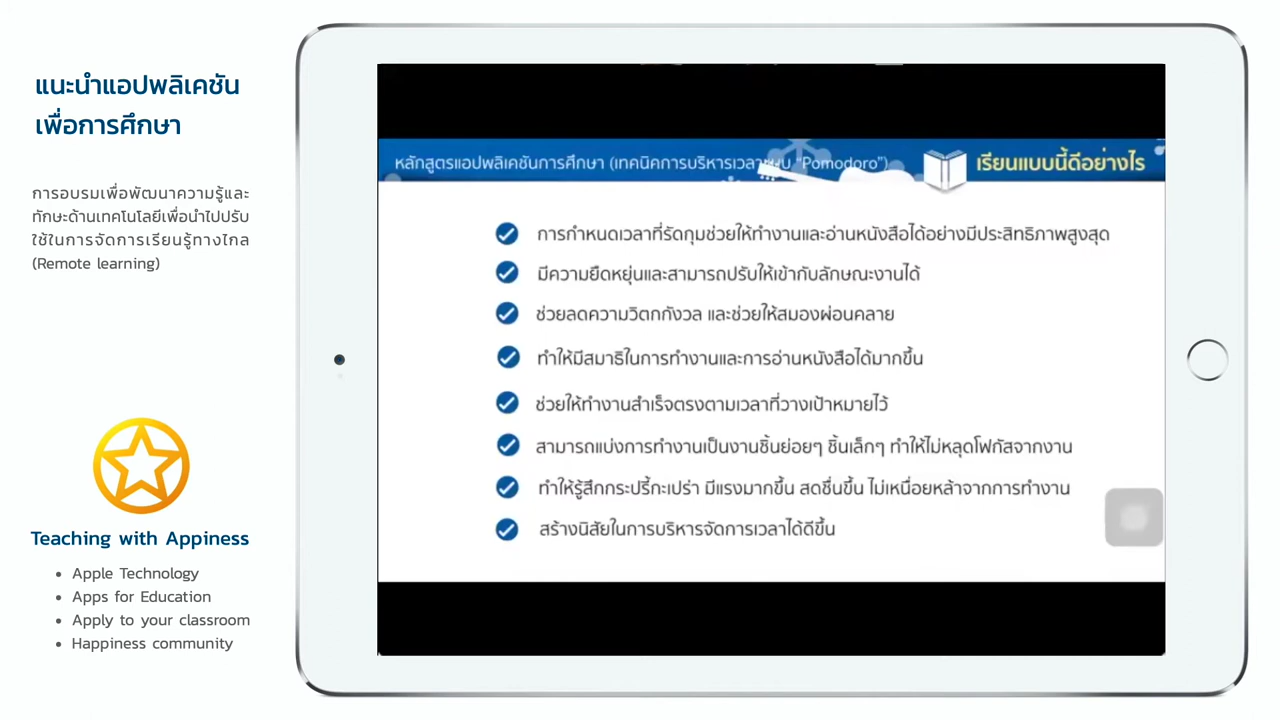 แนะนำแอปพลิเคชัน
เพื่อการศึกษา
การอบรมเพื่อพัฒนาความรู้และ
ทักษะด้านเทคโนโลยีเพื่อนำไปปรับ
ใช้ในการจัดการเรียนรู้ทางไกล
(Remote learning)
Teaching with Appiness
• Apple Technology
• Apps for Education
• Apply to your classroom
• Happiness community
หลักสูตรแอปพลิเคชันการศึกษา (เทคนิคการบริหารเวลาแบบ "Pomodoro")
เรียนแบบนี้ดีอย่างไร
การกำหนดเวลาที่รัดกุมช่วยให้ทำงานและอ่านหนังสือได้อย่างมีประสิทธิภาพสูงสุด
มีความยืดหยุ่นและสามารถปรับให้เข้ากับลักษณะงานได้
ช่วยลดความวิตกกังวล และช่วยให้สมองผ่อนคลาย
ทำให้มีสมาธิในการทำงานและการอ่านหนังสือได้มากขึ้น
ช่วยให้ทำงานสำเร็จตรงตามเวลาที่วางเป้าหมายไว้
สามารถแบ่งการทำงานเป็นงานชิ้นย่อยๆ ชิ้นเล็กๆ ทำให้ไม่หลุดโฟกัสจากงาน
ทำให้รู้สึกกระปรี้กะเปร่า มีแรงมากขึ้น สดชื่นขึ้น ไม่เหนื่อยหล้าจากการทำงาน
สร้างนิสัยในการบริหารจัดการเวลาได้ดีขึ้น